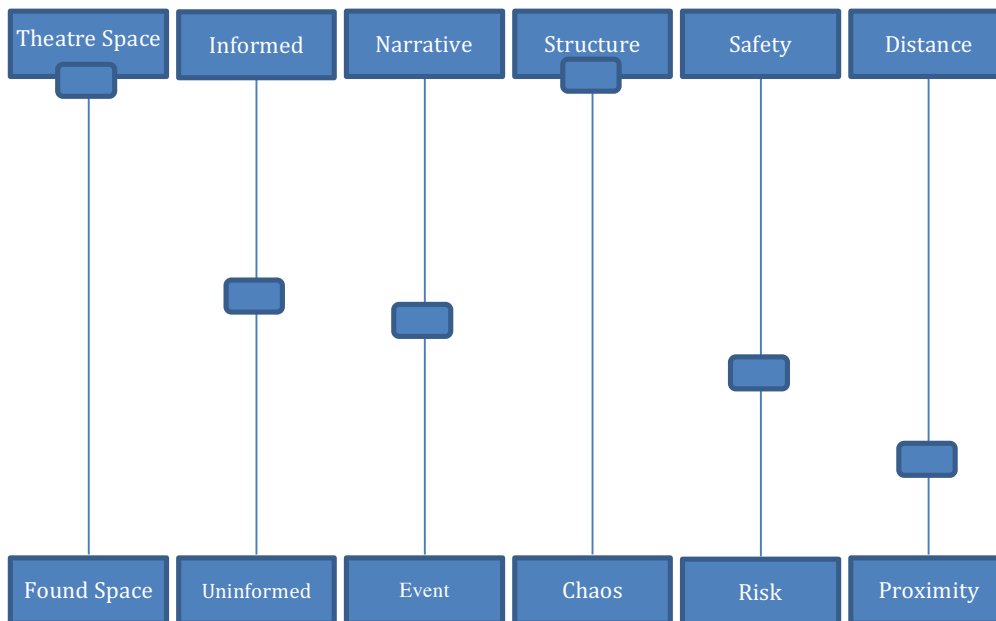 Theatre Space
Informed
Narrative
Structure
Safety
Distance
Found Space
Uninformed
Event
Chaos
Risk
Proximity